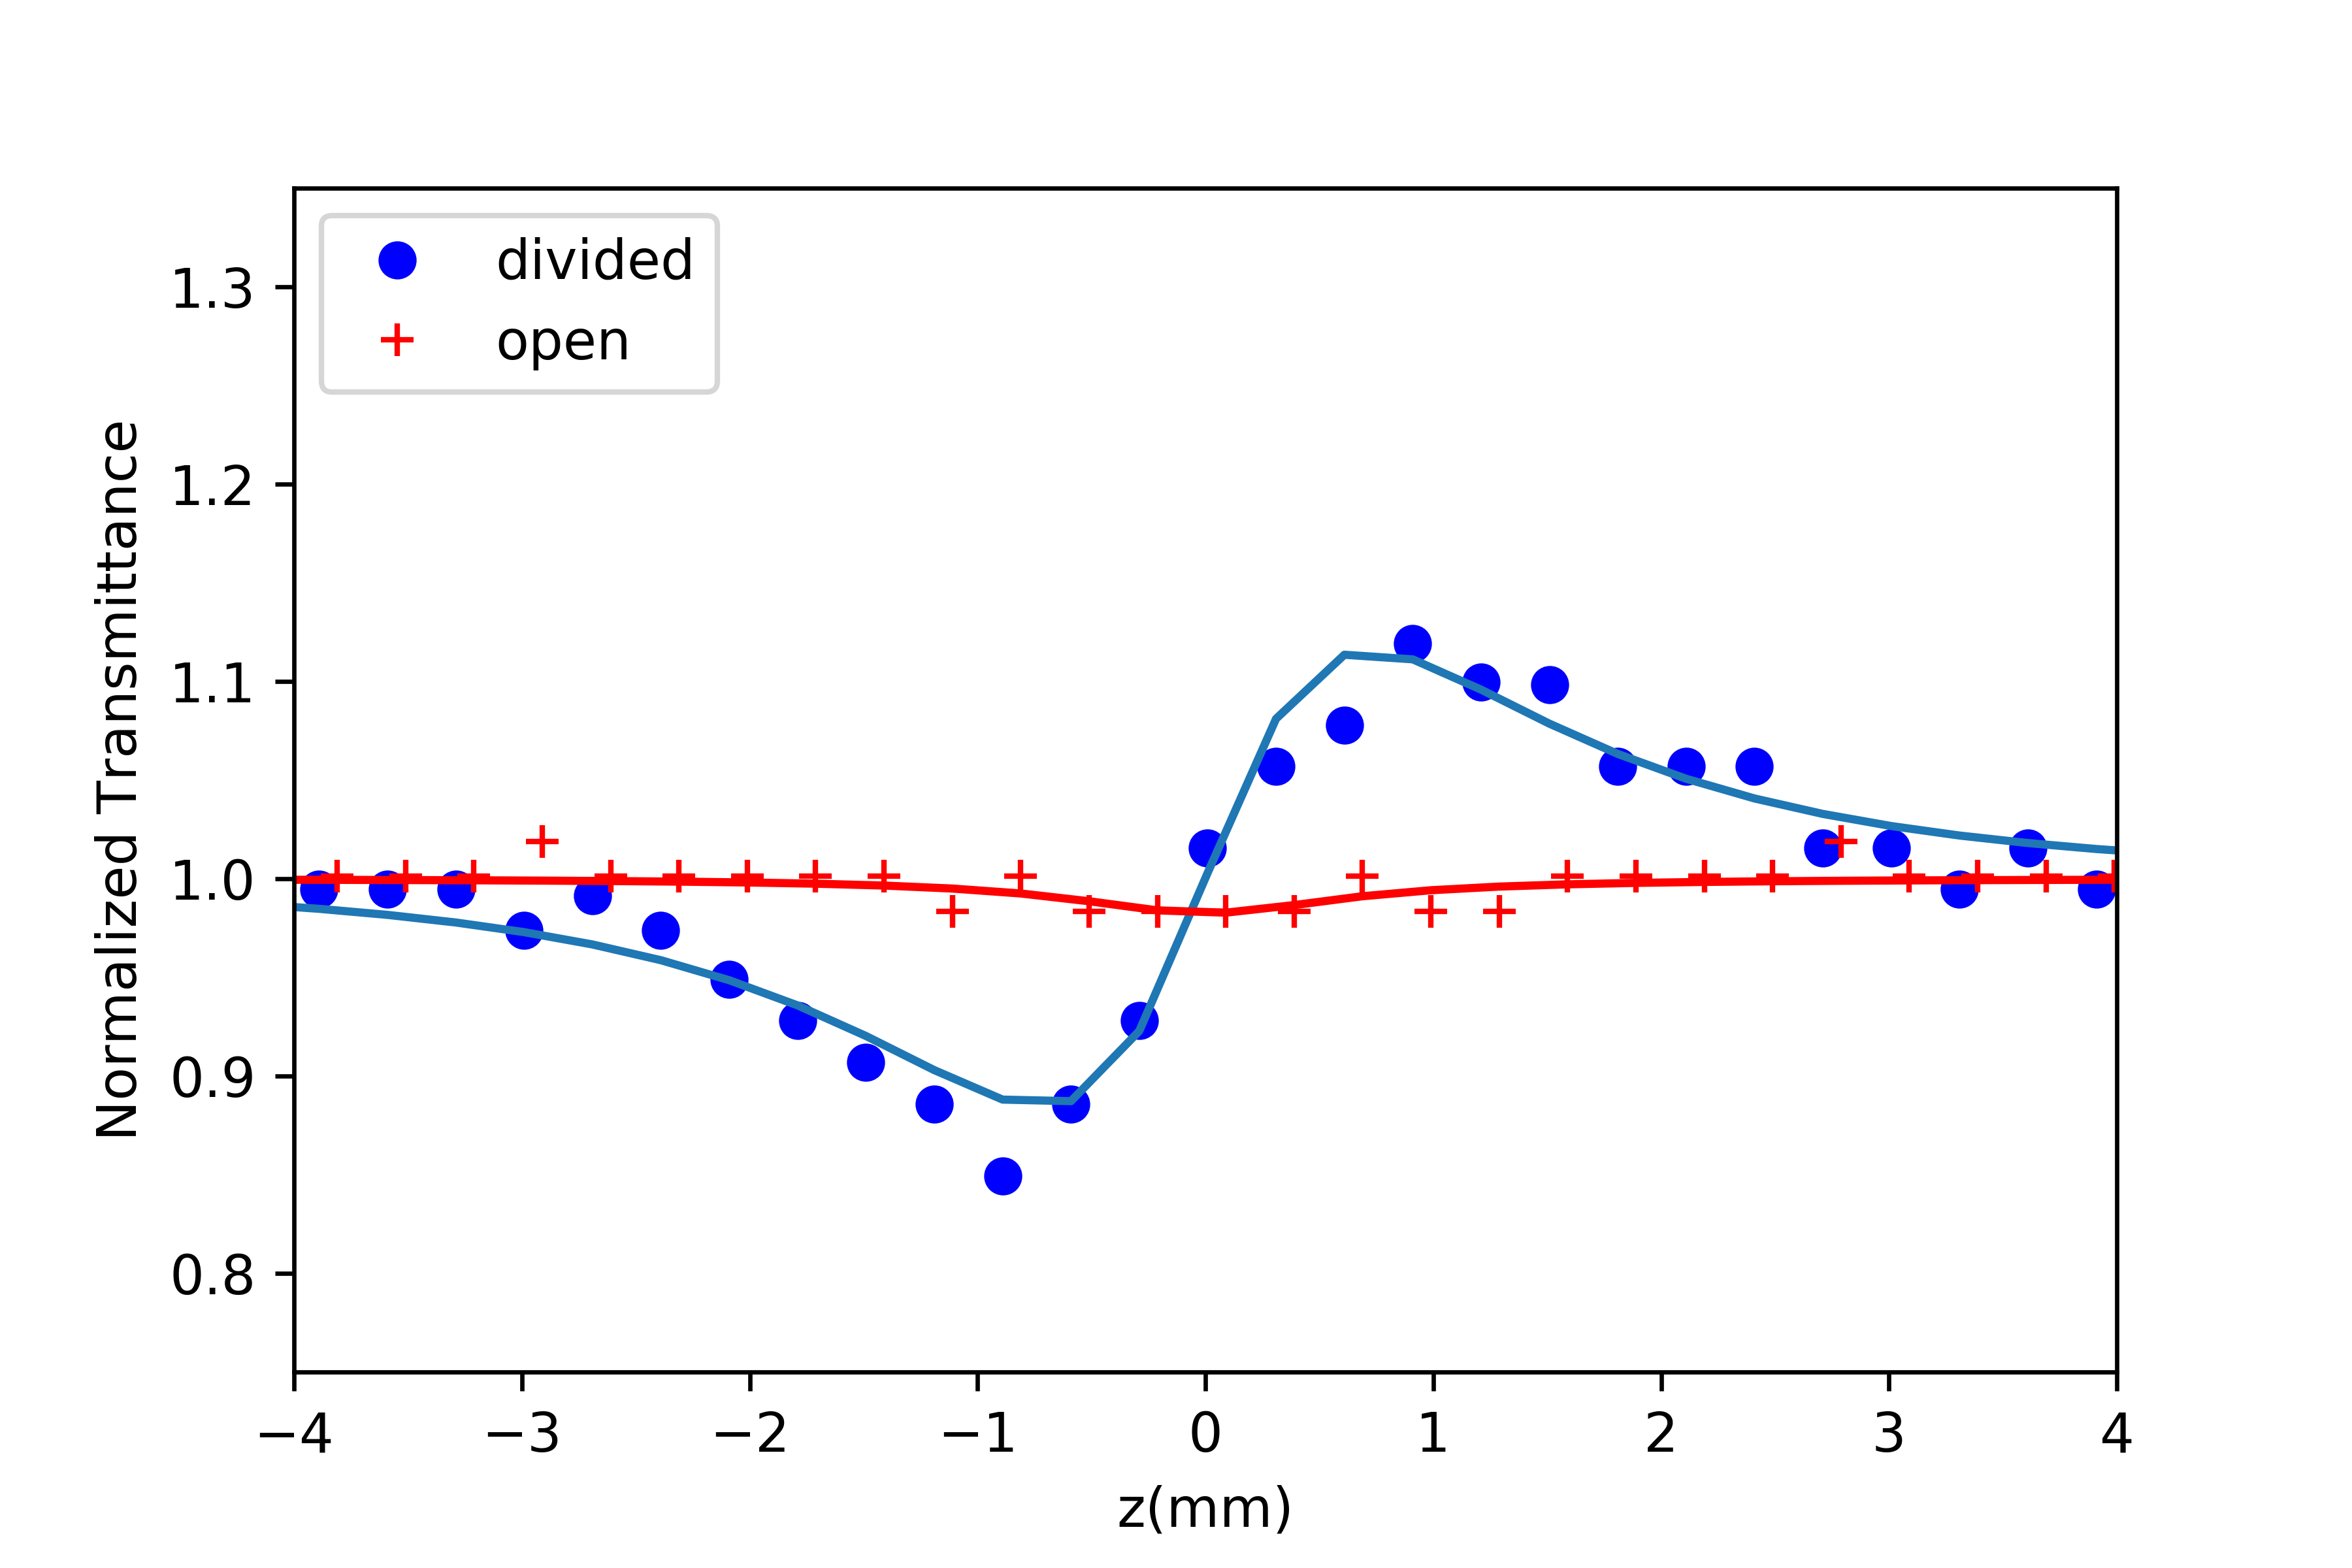 divided
open
1.3
1.2
1.1
1.0
0.9
0.8
Normalized Transmittance
−4 −3 −2 −1 0 1 2 3 4
z(mm)